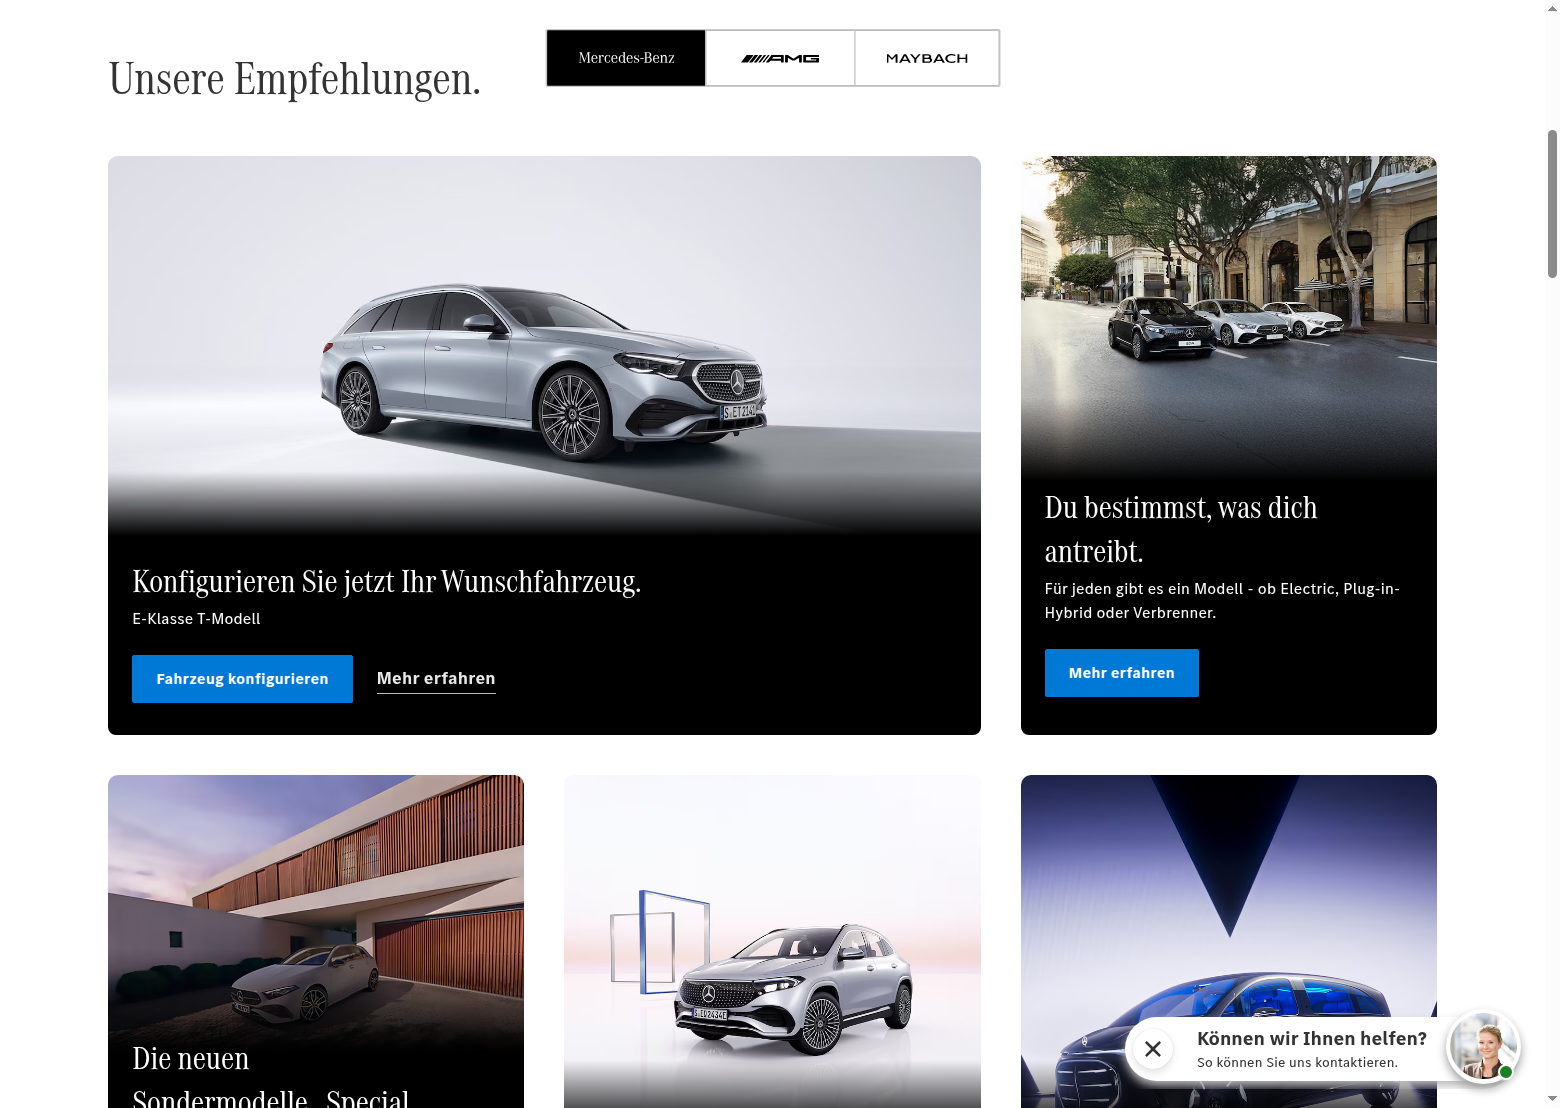 Unsere Empfehlungen.
Mercedes-Benz
AMG
MAYBACH
Konfigurieren Sie jetzt Ihr Wunschfahrzeug.
E-Klasse T-Modell
Fahrzeug konfigurieren
Mehr erfahren
Du bestimmst, was dich
antreibt.
Für jeden gibt es ein Modell - ob Electric, Plug-in-
Hybrid oder Verbrenner.
Mehr erfahren
Die neuen
Sondermodelle „Special
Können wir Ihnen helfen?
So können Sie uns kontaktieren.